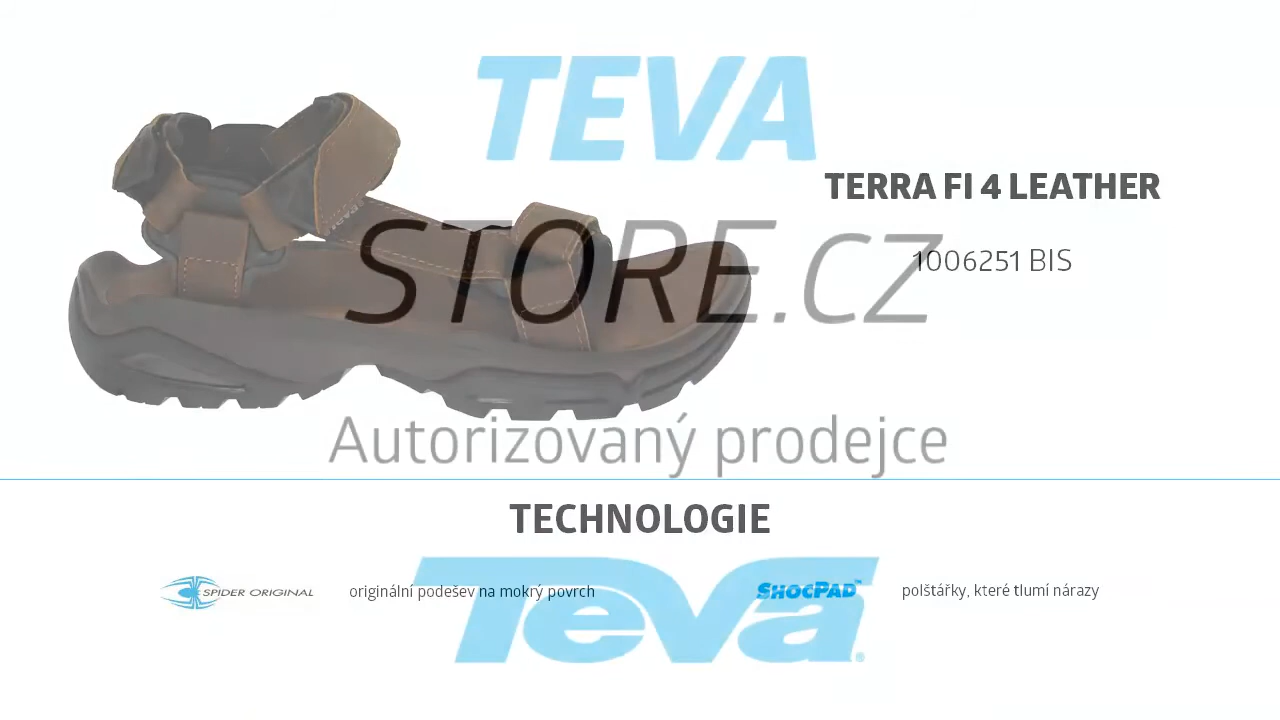 TEVA
TERRA FI 4 LEATHER
STORE.CZ
1006251 BIS
Autorizovaný prodejce
TECHNOLOGIE
SPIDER ORIGINAL originální podešev na mokrý povrch SHOCPAD™ polštářky, které tlumí nárazy
Teva®